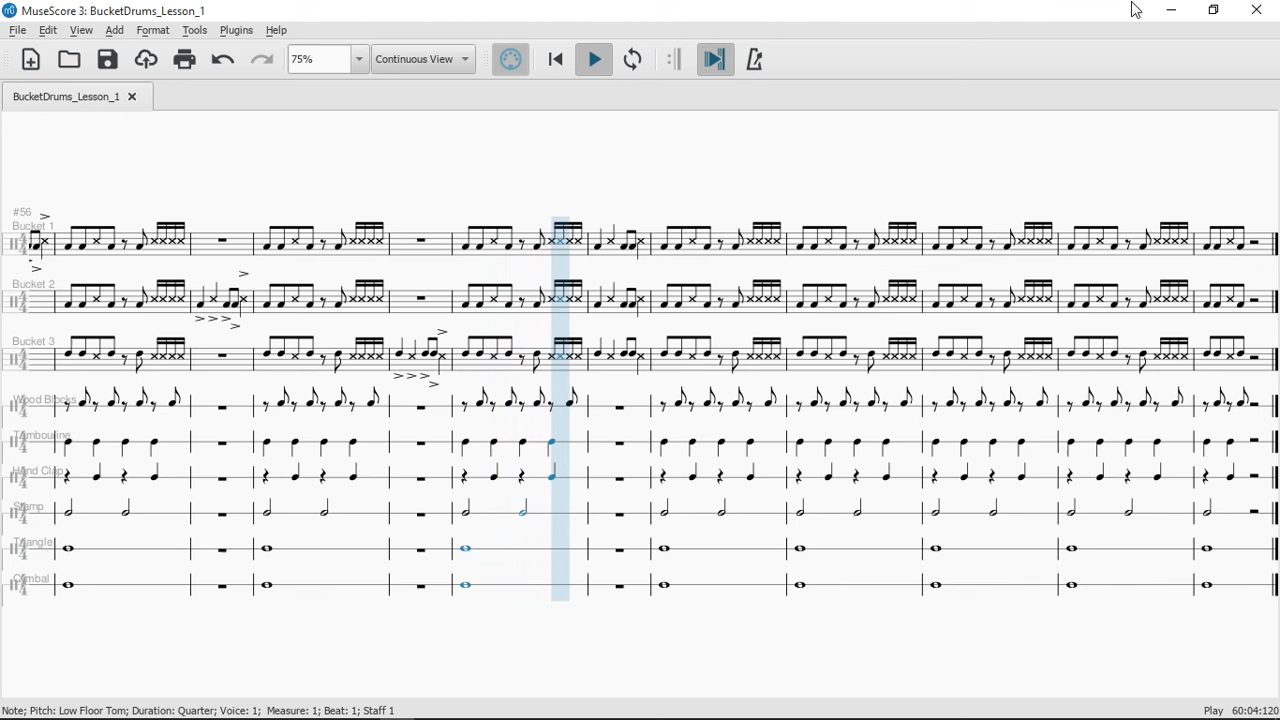 MuseScore 3: BucketDrums_Lesson_1
File Edit View Add Format Tools Plugins Help
75% Continuous View
BucketDrums_Lesson_1
#56
Bucket 1
Bucket 2
Bucket 3
Wood Blocks
Tambourine
Hand Clap
Stamp
Triangle
Cymbal
Note; Pitch: Low Floor Tom; Duration: Quarter; Voice: 1; Measure: 1; Beat: 1; Staff 1 Play 60:04:120